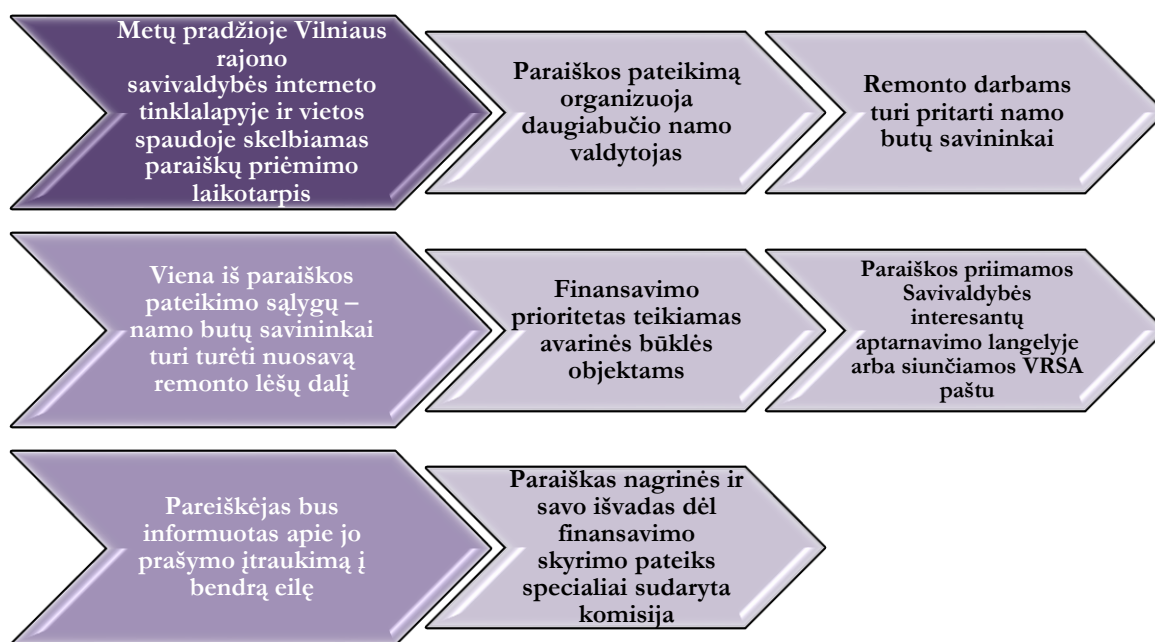 Metų pradžioje Vilniaus
rajono
savivaldybės interneto
tinklalapyje ir vietos
spaudoje skelbiamas
paraiškų priėmimo
laikotarpis
Paraiškos pateikimą
organizuoja
daugiabučio namo
valdytojas
Remonto darbams
turi pritarti namo
butų savininkai
Viena iš paraiškos
pateikimo sąlygų –
namo butų savininkai
turi turėti nuosavą
remonto lėšų dalį
Finansavimo
prioritetas teikiamas
avarinės būklės
objektams
Paraiškos priimamos
Savivaldybės
interesantų
aptarnavimo langelyje
arba siunčiamos VRSA
paštu
Pareiškėjas bus
informuotas apie jo
prašymo įtraukimą į
bendrą eilę
Paraiškas nagrinės ir
savo išvadas dėl
finansavimo
skyrimo pateiks
specialiai sudaryta
komisija